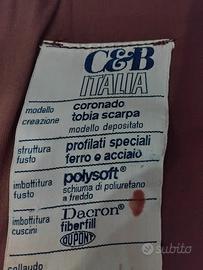 C&B
ITALIA
modello coronado
creazione tobia scarpa
modello depositato
struttura profilati speciali
fusto ferro e acciaio
imbottitura polysoft®
fusto schiuma di poliuretano
a freddo
imbottitura Dacron®
cuscini fiberfill
DUPONT
collaudo
subito